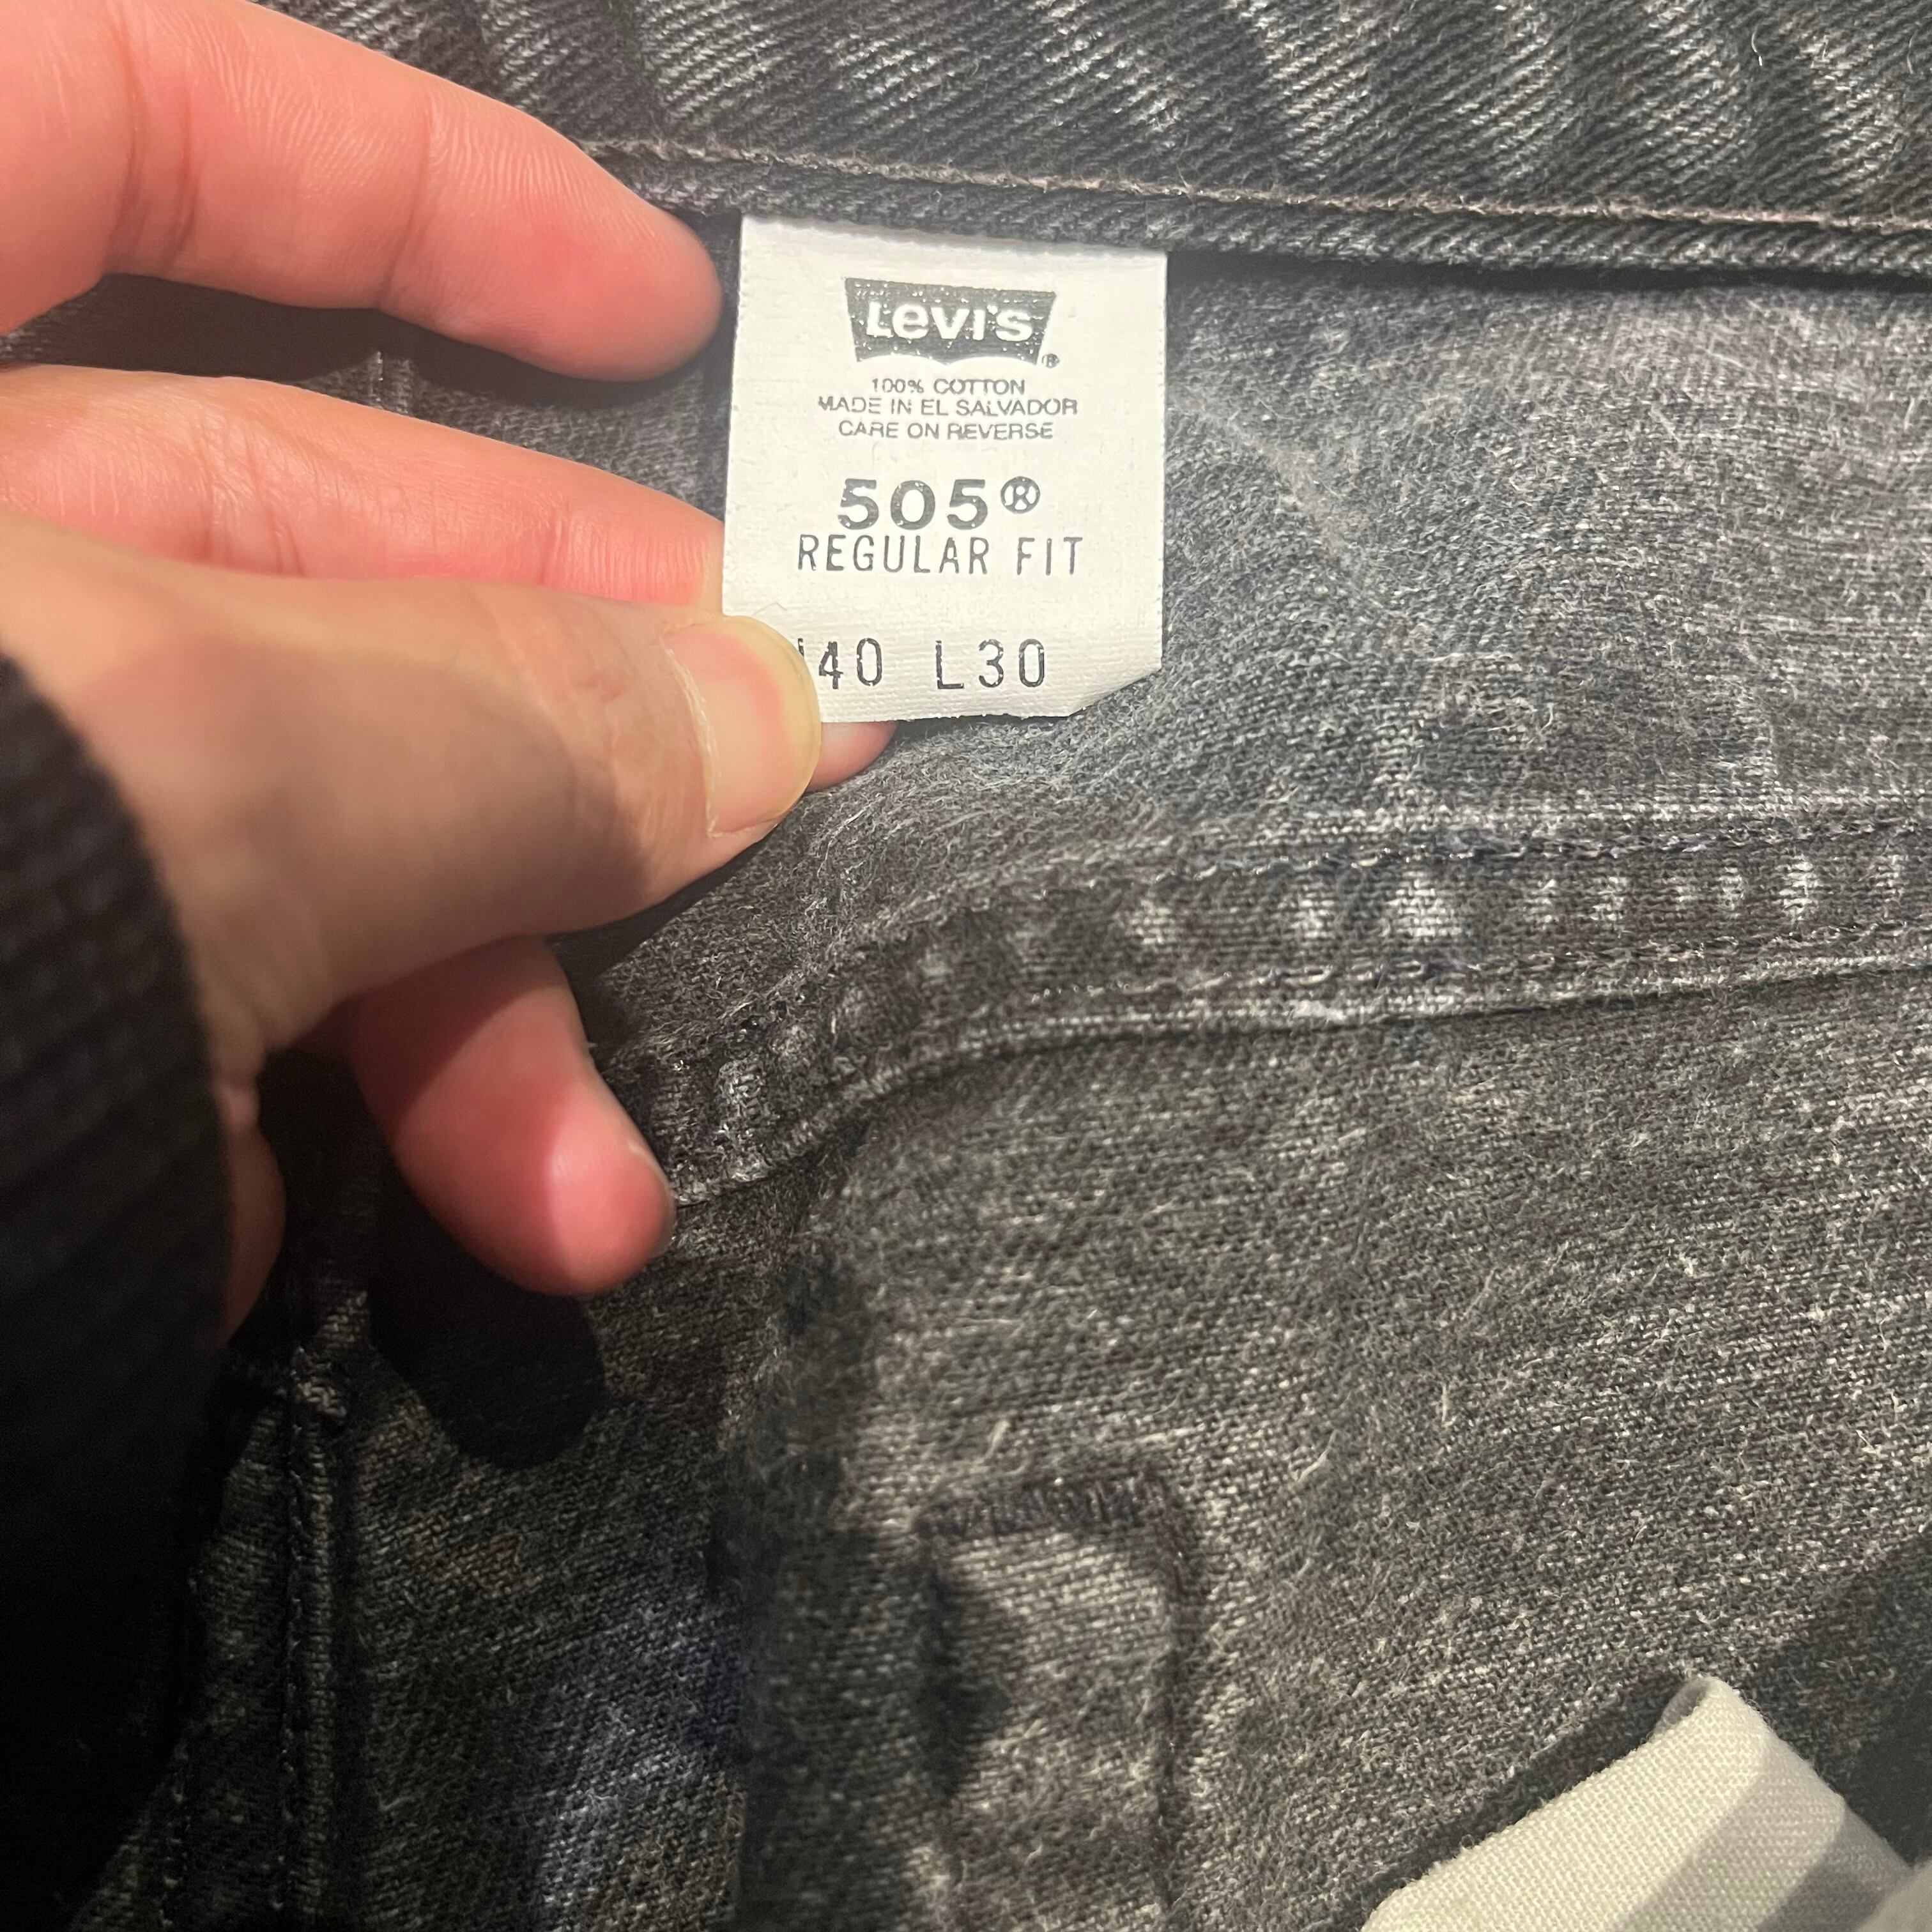 Levi's®
100% COTTON
MADE IN EL SALVADOR
CARE ON REVERSE
505®
REGULAR FIT
40 L30